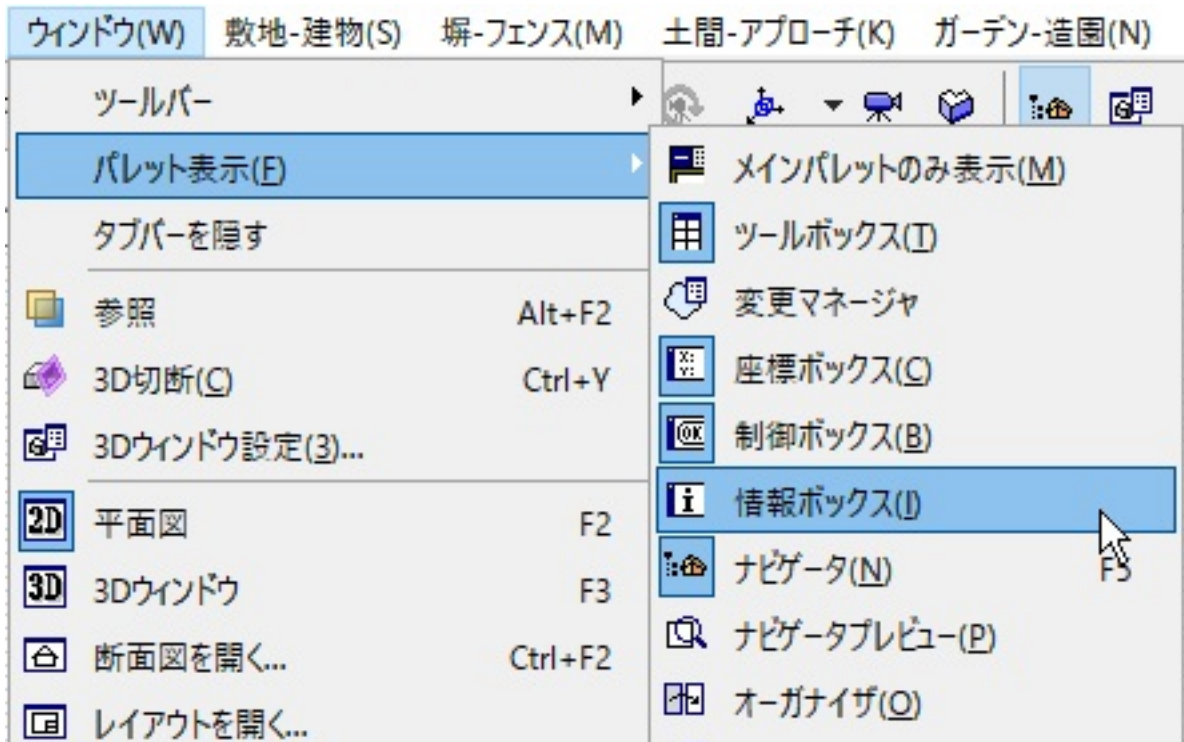 ウィンドウ(W) 敷地-建物(S) 塀-フェンス(M) 土間-アプローチ(K) ガーデン-造園(N)
ツールバー
パレット表示(F)
タブバーを隠す
参照 Alt+F2
3D切断(C) Ctrl+Y
3Dウィンドウ設定(3)...
2D 平面図 F2
3D 3Dウィンドウ F3
断面図を開く... Ctrl+F2
レイアウトを開く...
メインパレットのみ表示(M)
ツールボックス(T)
変更マネージャ
X: Y: 座標ボックス(C)
OK 制御ボックス(B)
i 情報ボックス(I)
ナビゲータ(N)
ナビゲータプレビュー(P)
オーガナイザ(O)